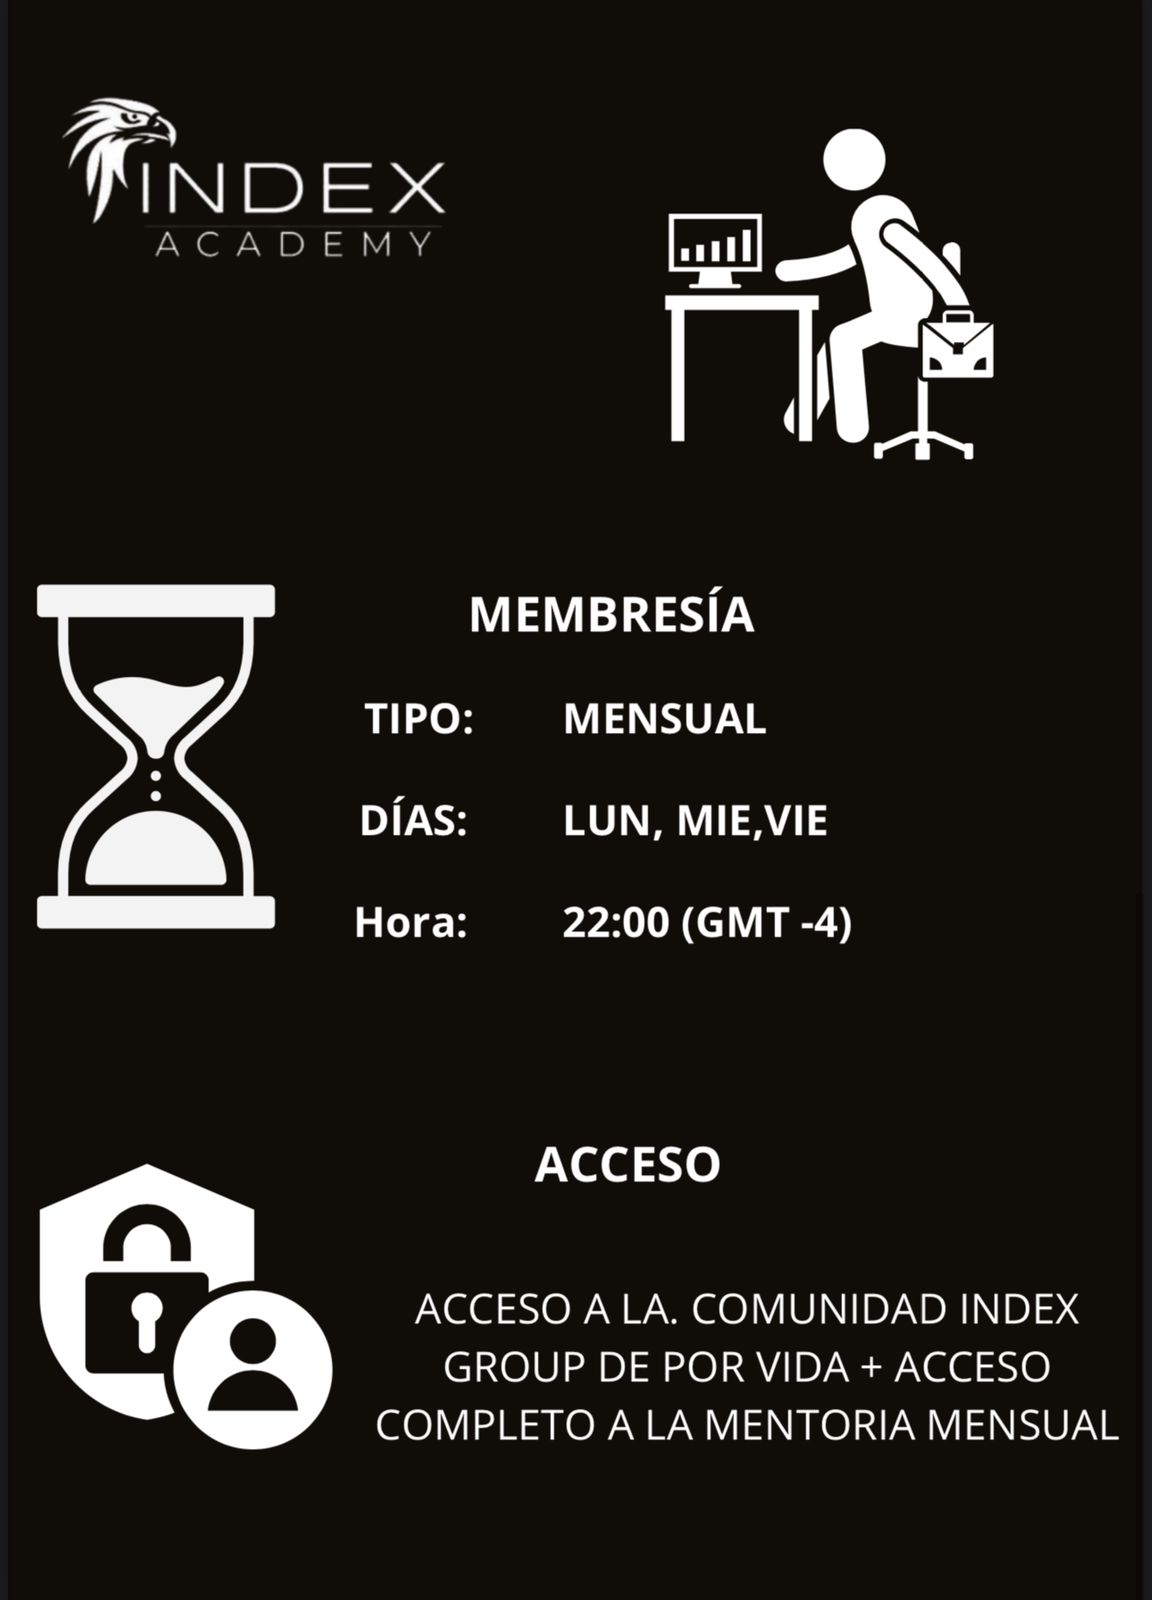 INDEX
ACADEMY
MEMBRESÍA
TIPO: MENSUAL
DÍAS: LUN, MIE,VIE
Hora: 22:00 (GMT -4)
ACCESO
ACCESO A LA. COMUNIDAD INDEX
GROUP DE POR VIDA + ACCESO
COMPLETO A LA MENTORIA MENSUAL